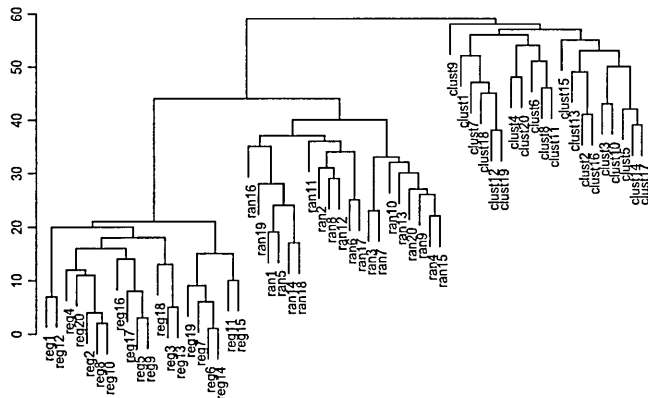 60
50
40
30
20
10
0
reg1
reg12
reg4
reg20
reg2
reg8
reg10
reg16
reg17
reg5
reg9
reg18
reg3
reg13
reg19
reg7
reg6
reg14
reg11
reg15
ran16
ran19
ran1
ran5
ran14
ran18
ran11
ran2
ran8
ran12
ran6
ran17
ran3
ran7
ran10
ran13
ran20
ran9
ran4
ran15
clust9
clust1
clust7
clust18
clust12
clust19
clust4
clust20
clust6
clust8
clust11
clust15
clust13
clust2
clust16
clust3
clust10
clust5
clust14
clust17